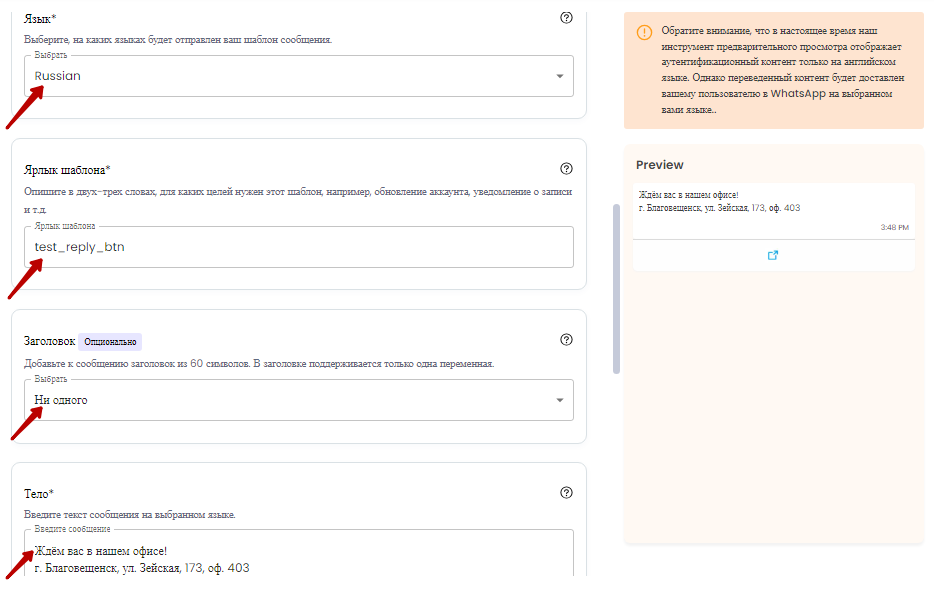 Язык*
Выберите, на каких языках будет отправлен ваш шаблон сообщения.
Выбрать
Russian
Ярлык шаблона*
Опишите в двух-трех словах, для каких целей нужен этот шаблон, например, обновление аккаунта, уведомление о записи
и т.д.
Ярлык шаблона
test_reply_btn
Заголовок Опционально
Добавьте к сообщению заголовок из 60 символов. В заголовке поддерживается только одна переменная.
Выбрать
Ни одного
Тело*
Введите текст сообщения на выбранном языке.
Введите сообщение
Ждём вас в нашем офисе!
г. Благовещенск, ул. Зейская, 173, оф. 403
Обратите внимание, что в настоящее время наш
инструмент предварительного просмотра отображает
аутентификационный контент только на английском
языке. Однако переведенный контент будет доставлен
вашему пользователю в WhatsApp на выбранном
вами языке..
Preview
Ждём вас в нашем офисе!
г. Благовещенск, ул. Зейская, 173, оф. 403
3:48 PM